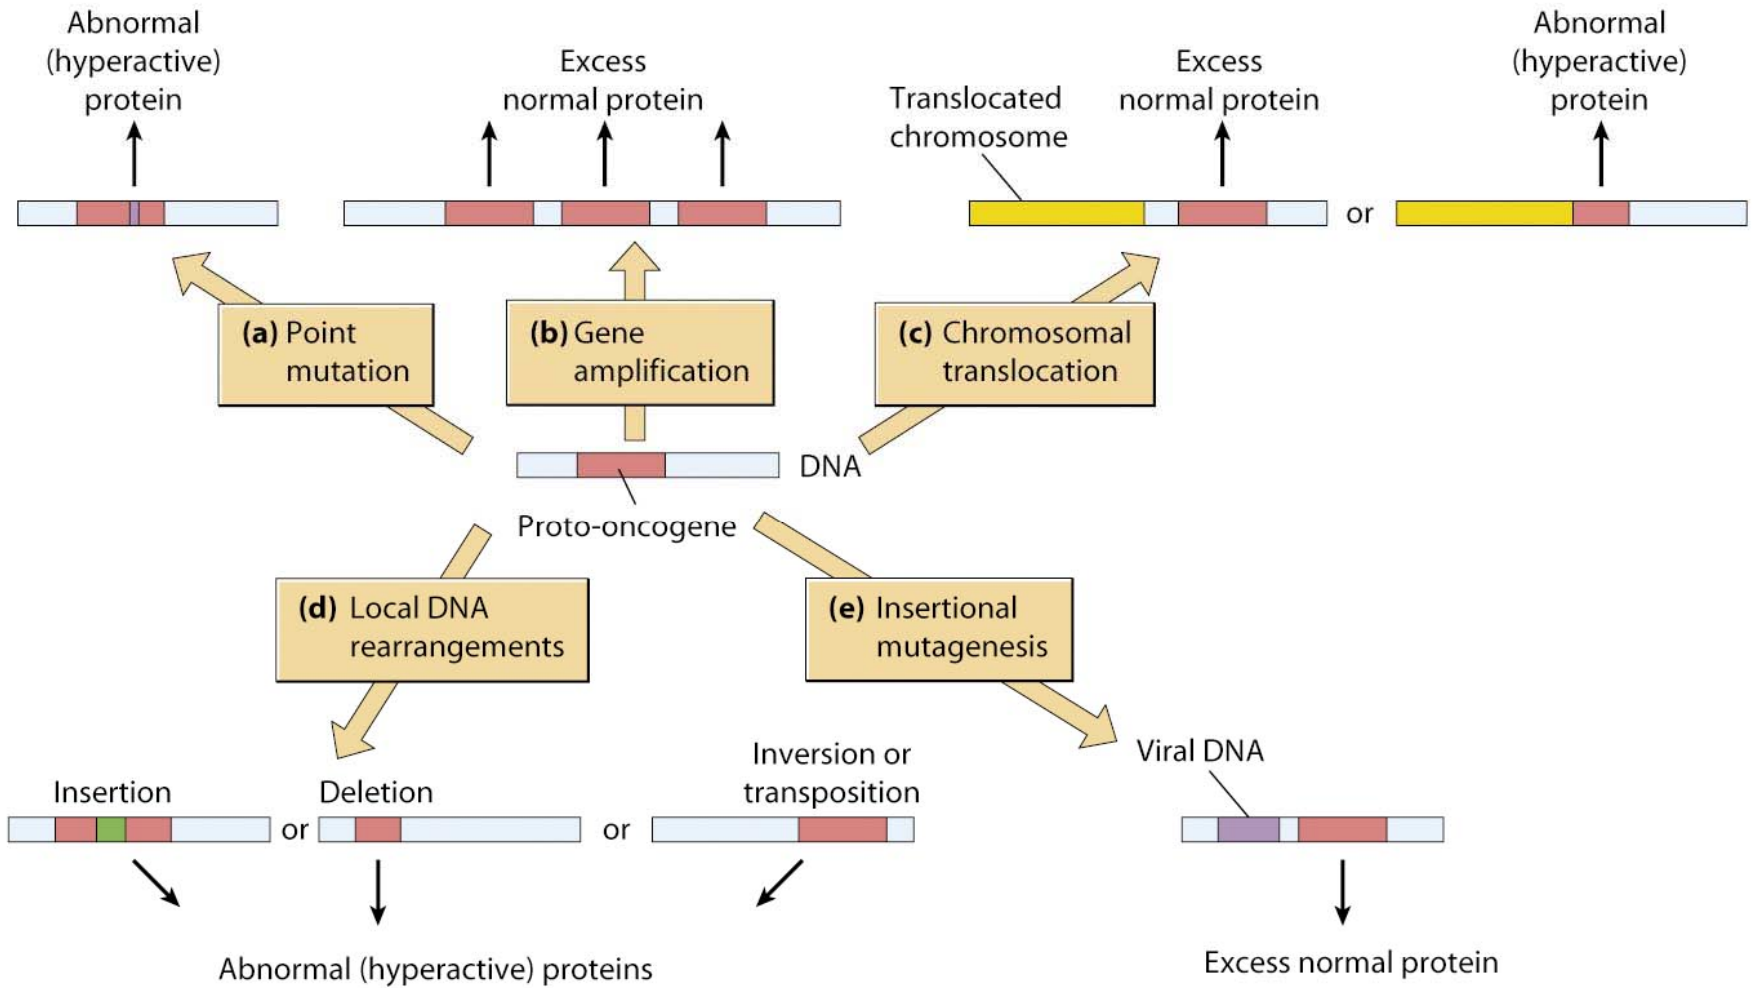 Abnormal
(hyperactive)
protein
Excess
normal protein
Translocated
chromosome
Excess
normal protein
Abnormal
(hyperactive)
protein
or
(a) Point
mutation
(b) Gene
amplification
(c) Chromosomal
translocation
DNA
Proto-oncogene
(d) Local DNA
rearrangements
(e) Insertional
mutagenesis
Insertion
or
Deletion
or
Inversion or
transposition
Viral DNA
Abnormal (hyperactive) proteins
Excess normal protein